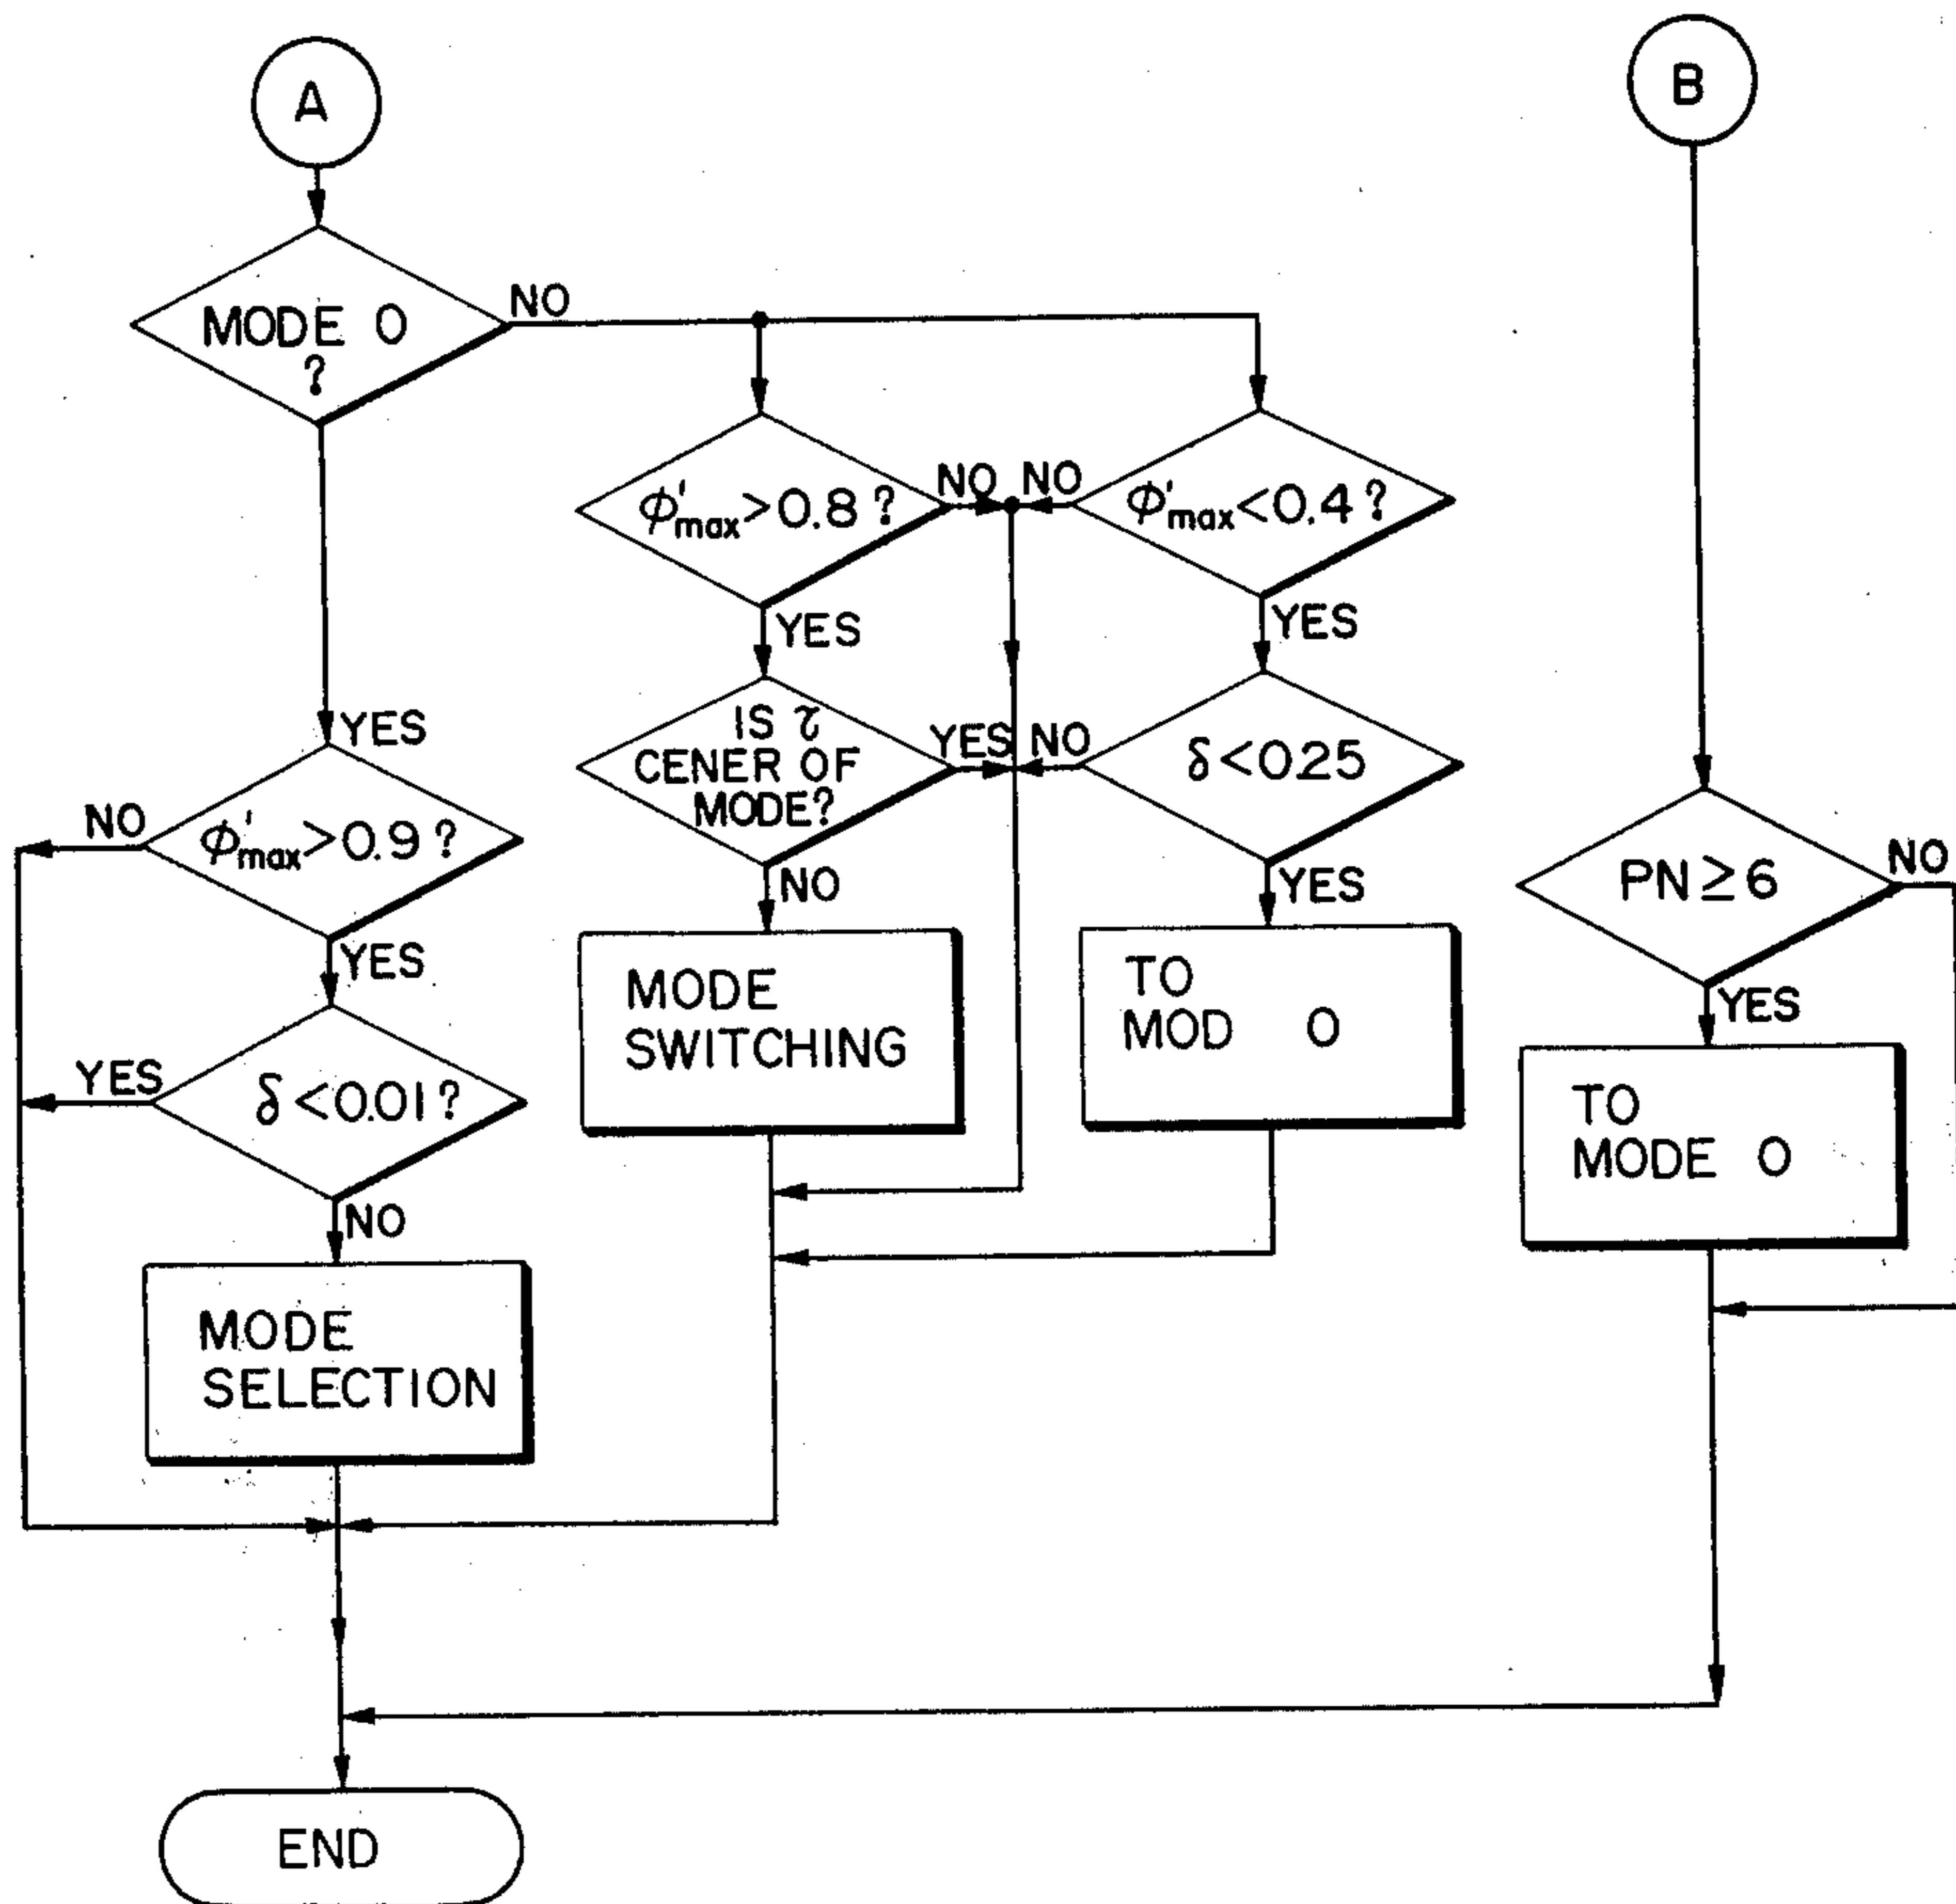 A
B
MODE 0
?
NO
ϕ'max>0.8?
NO
NO
ϕ'max<0.4?
YES
YES
YES
IS τ
CENER OF
MODE?
YES
NO
δ<0.25
NO
ϕ'max>0.9?
NO
YES
PN≥6
NO
YES
YES
MODE
SWITCHING
TO
MOD 0
YES
δ<0.01?
TO
MODE 0
NO
MODE
SELECTION
END